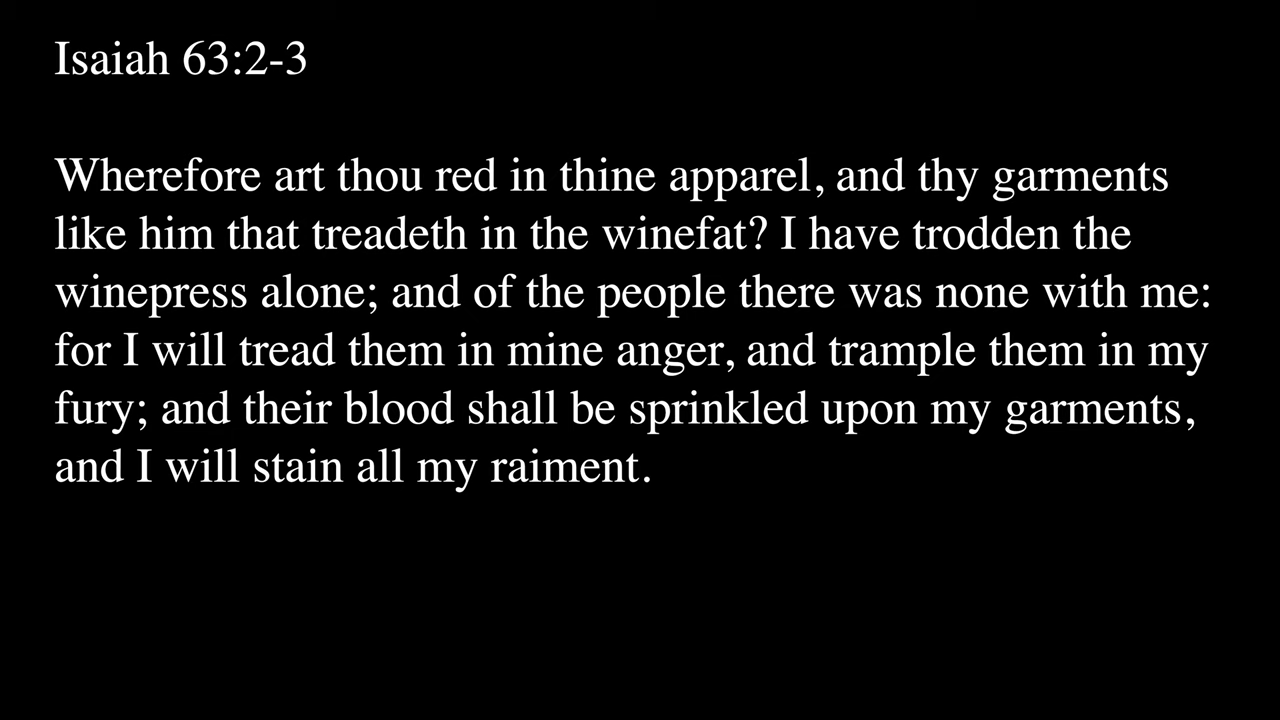 Isaiah 63:2-3
Wherefore art thou red in thine apparel, and thy garments
like him that treadeth in the winefat? I have trodden the
winepress alone; and of the people there was none with me:
for I will tread them in mine anger, and trample them in my
fury; and their blood shall be sprinkled upon my garments,
and I will stain all my raiment.